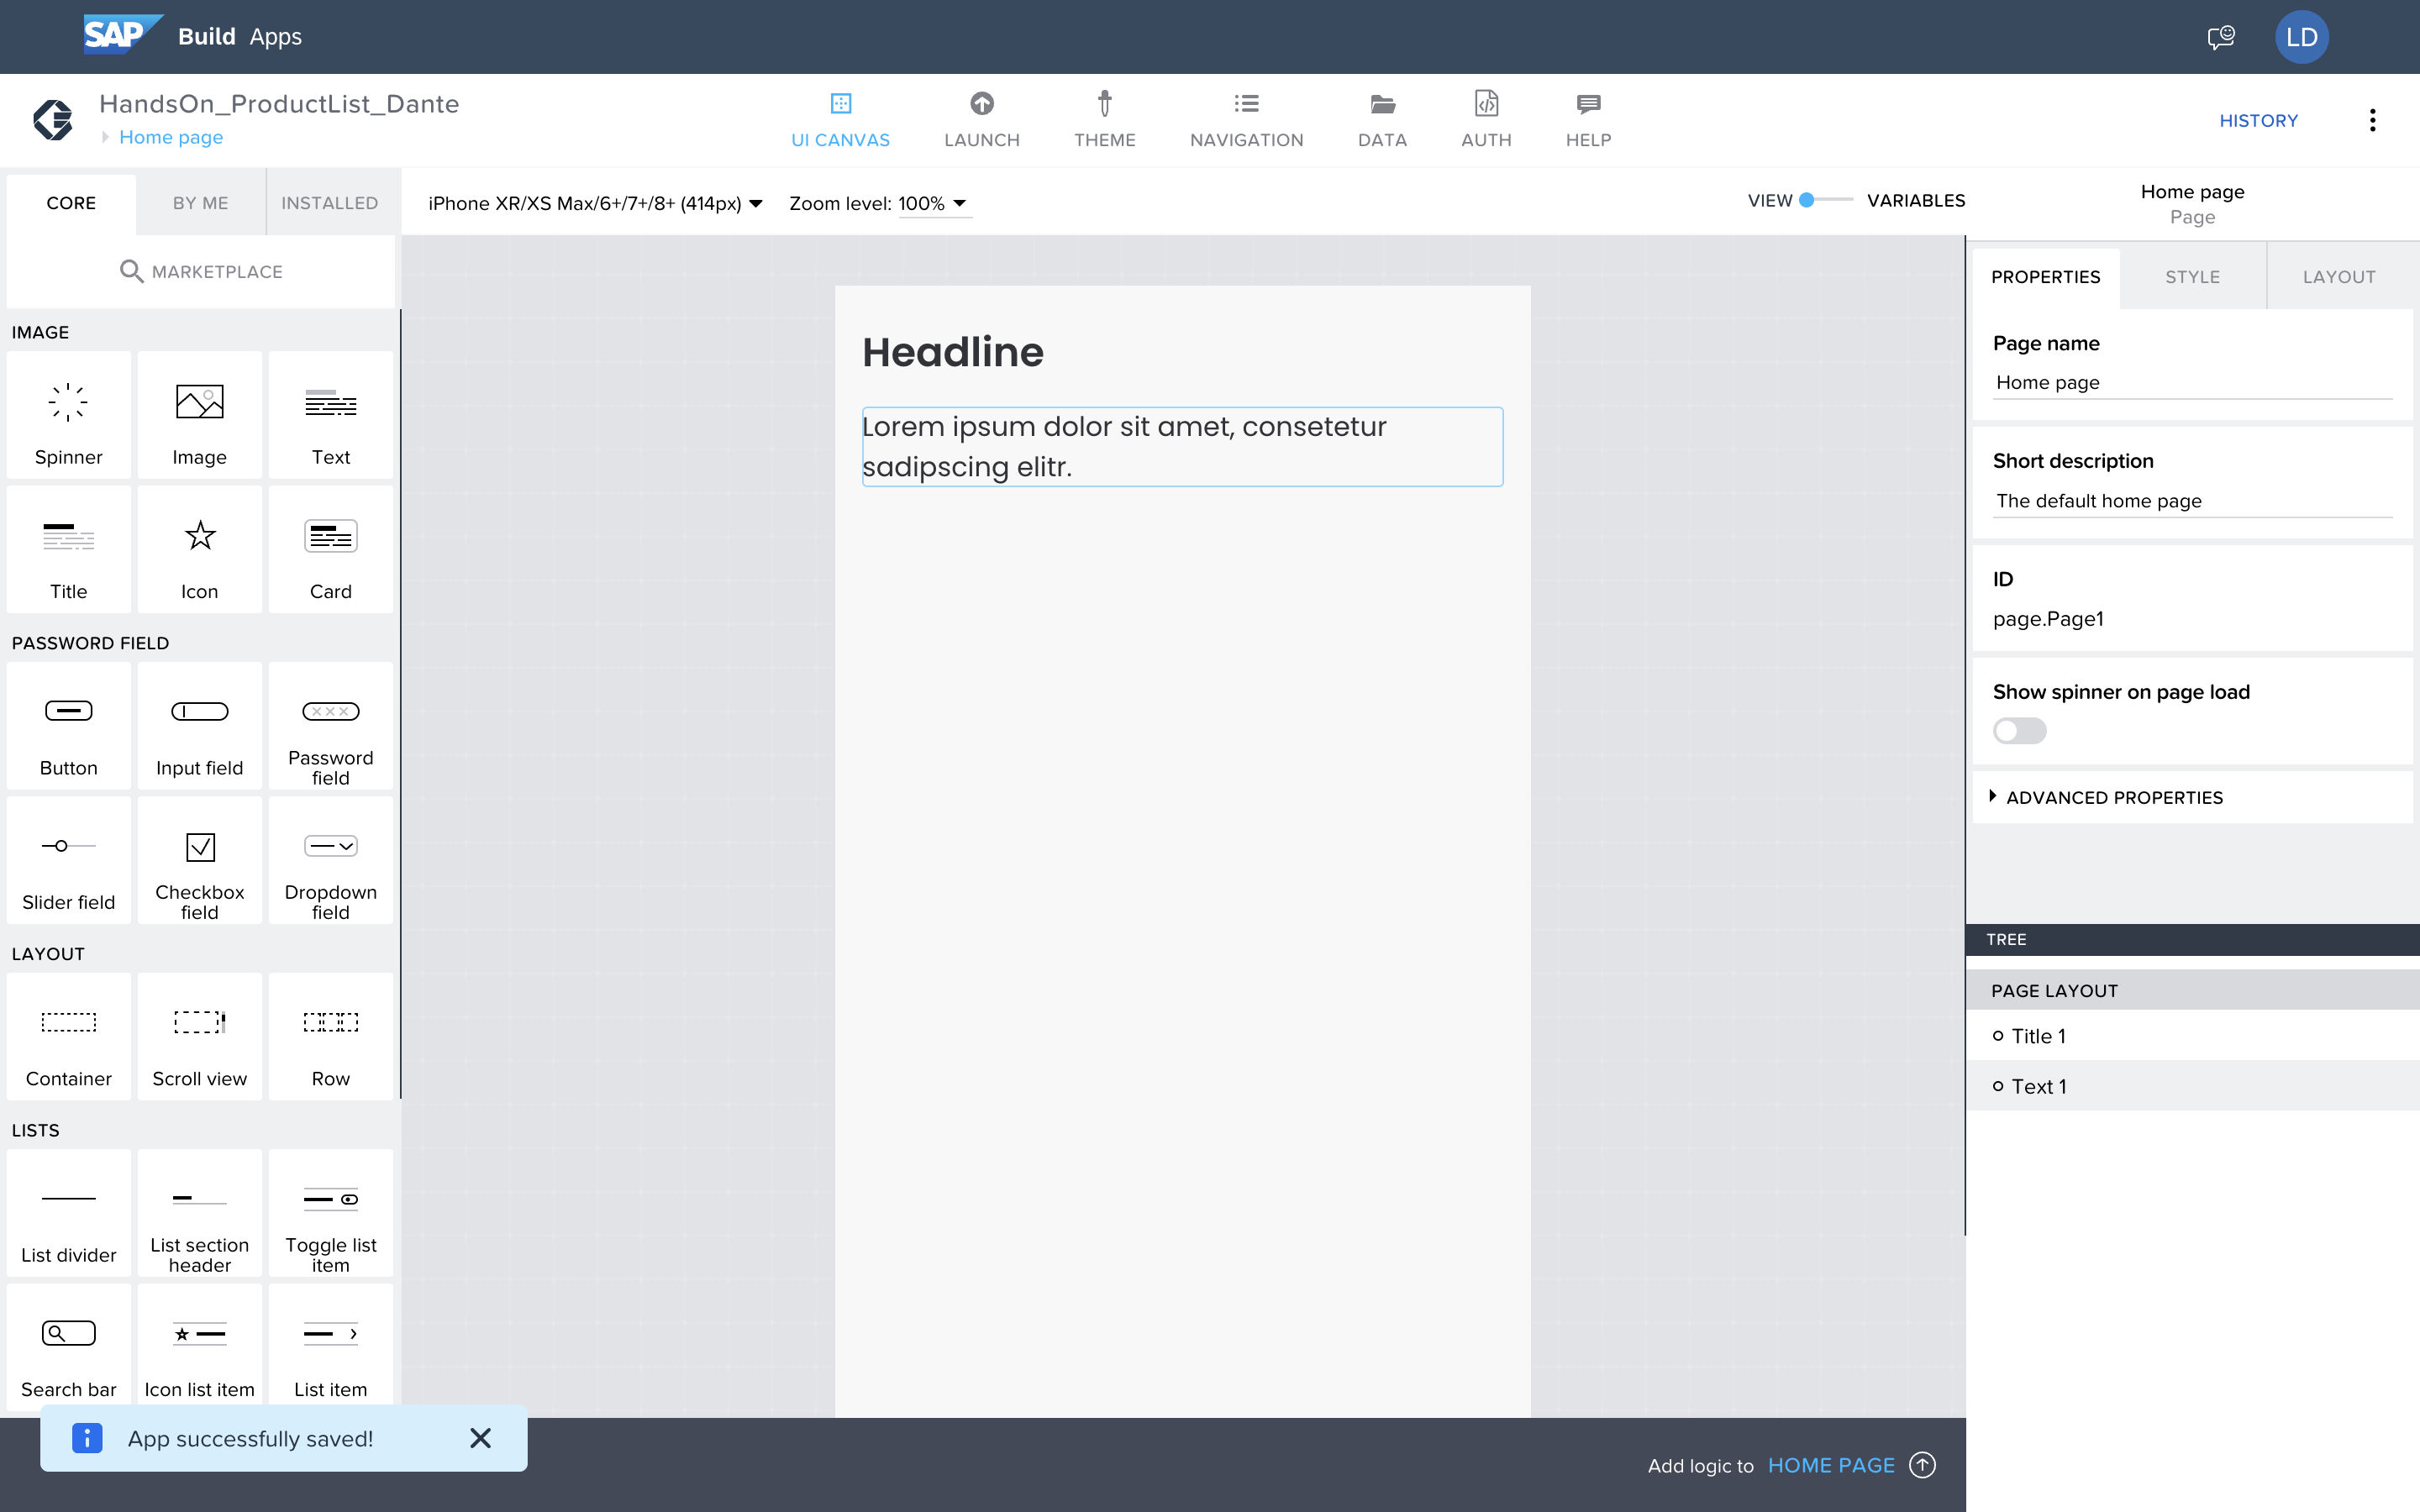 SAP Build Apps
LD
HandsOn_ProductList_Dante
Home page
UI CANVAS
LAUNCH
THEME
NAVIGATION
DATA
AUTH
HELP
HISTORY
CORE
BY ME
INSTALLED
MARKETPLACE
iPhone XR/XS Max/6+/7+/8+ (414px)
Zoom level: 100%
VIEW
VARIABLES
Home page
Page
IMAGE
Spinner
Image
Text
Title
Icon
Card
PASSWORD FIELD
Button
Input field
Password
field
Slider field
Checkbox
field
Dropdown
field
LAYOUT
Container
Scroll view
Row
LISTS
List divider
List section
header
Toggle list
item
Search bar
Icon list item
List item
Headline
Lorem ipsum dolor sit amet, consetetur
sadipscing elitr.
PROPERTIES
STYLE
LAYOUT
Page name
Home page
Short description
The default home page
ID
page.Page1
Show spinner on page load
ADVANCED PROPERTIES
TREE
PAGE LAYOUT
Title 1
Text 1
App successfully saved!
Add logic to HOME PAGE